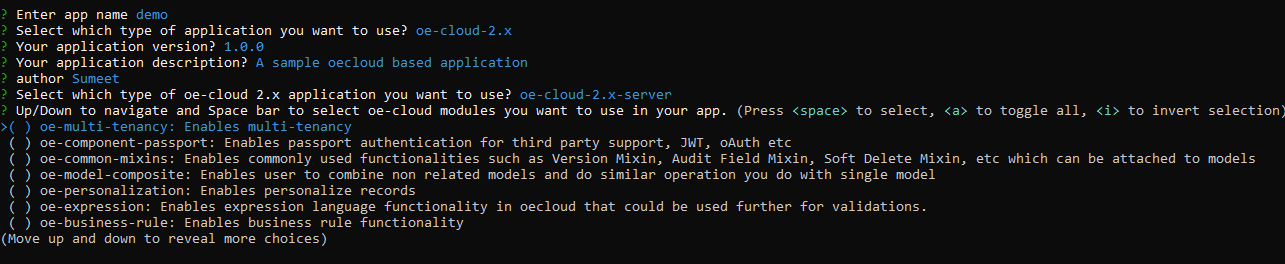 ? Enter app name demo
? Select which type of application you want to use? oe-cloud-2.x
? Your application version? 1.0.0
? Your application description? A sample oecloud based application
? author Sumeet
? Select which type of oe-cloud 2.x application you want to use? oe-cloud-2.x-server
? Up/Down to navigate and Space bar to select oe-cloud modules you want to use in your app. (Press <space> to select, <a> to toggle all, <i> to invert selection)
>( ) oe-multi-tenancy: Enables multi-tenancy
( ) oe-component-passport: Enables passport authentication for third party support, JWT, oAuth etc
( ) oe-common-mixins: Enables commonly used functionalities such as Version Mixin, Audit Field Mixin, Soft Delete Mixin, etc which can be attached to models
( ) oe-model-composite: Enables user to combine non related models and do similar operation you do with single model
( ) oe-personalization: Enables personalize records
( ) oe-expression: Enables expression language functionality in oecloud that could be used further for validations.
( ) oe-business-rule: Enables business rule functionality
(Move up and down to reveal more choices)